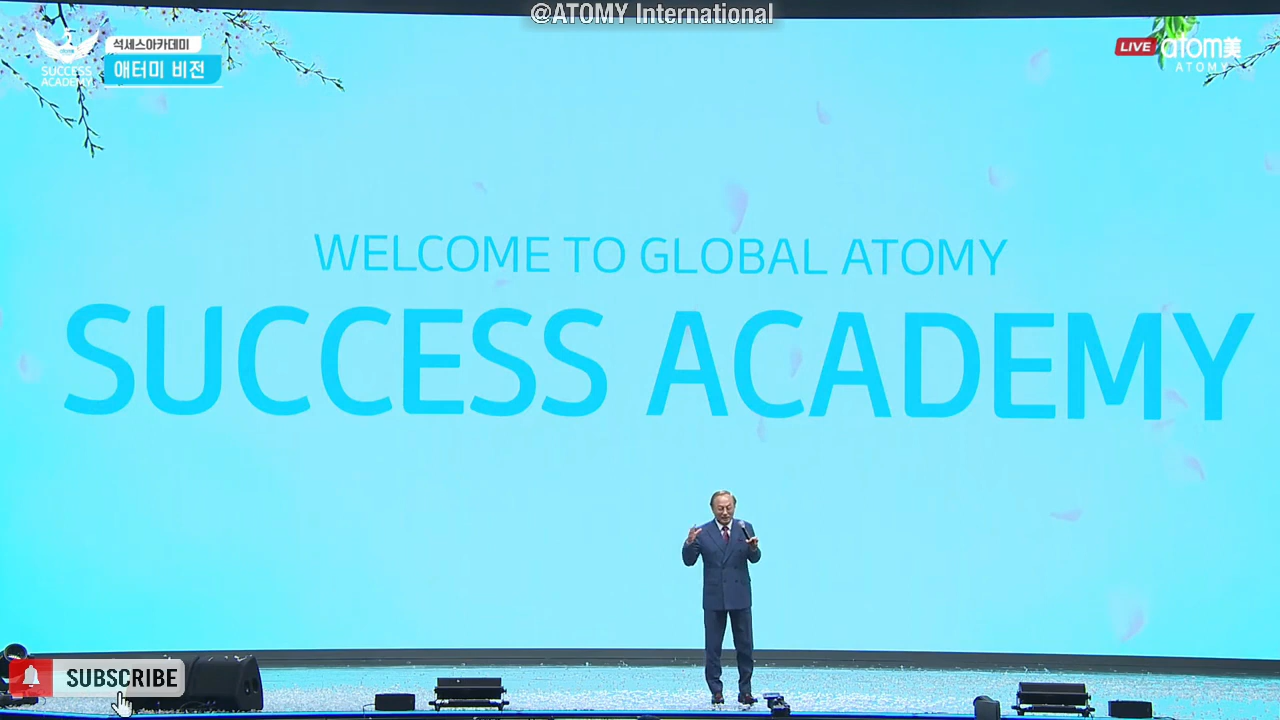 @ATOMY International
석세스아카데미
SUCCESS
ACADEMY
애터미 비전
LIVE
atom美
ATOMY
WELCOME TO GLOBAL ATOMY
SUCCESS ACADEMY
SUBSCRIBE